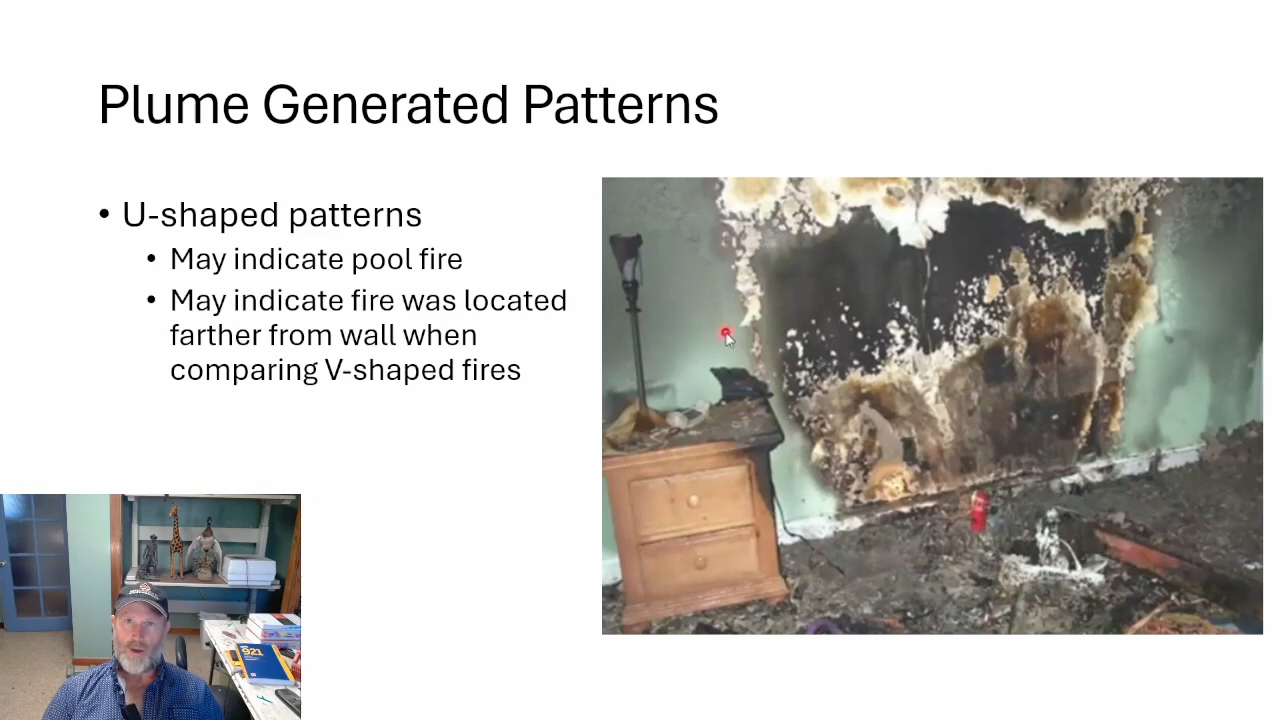 Plume Generated Patterns
• U-shaped patterns
• May indicate pool fire
• May indicate fire was located
farther from wall when
comparing V-shaped fires
921